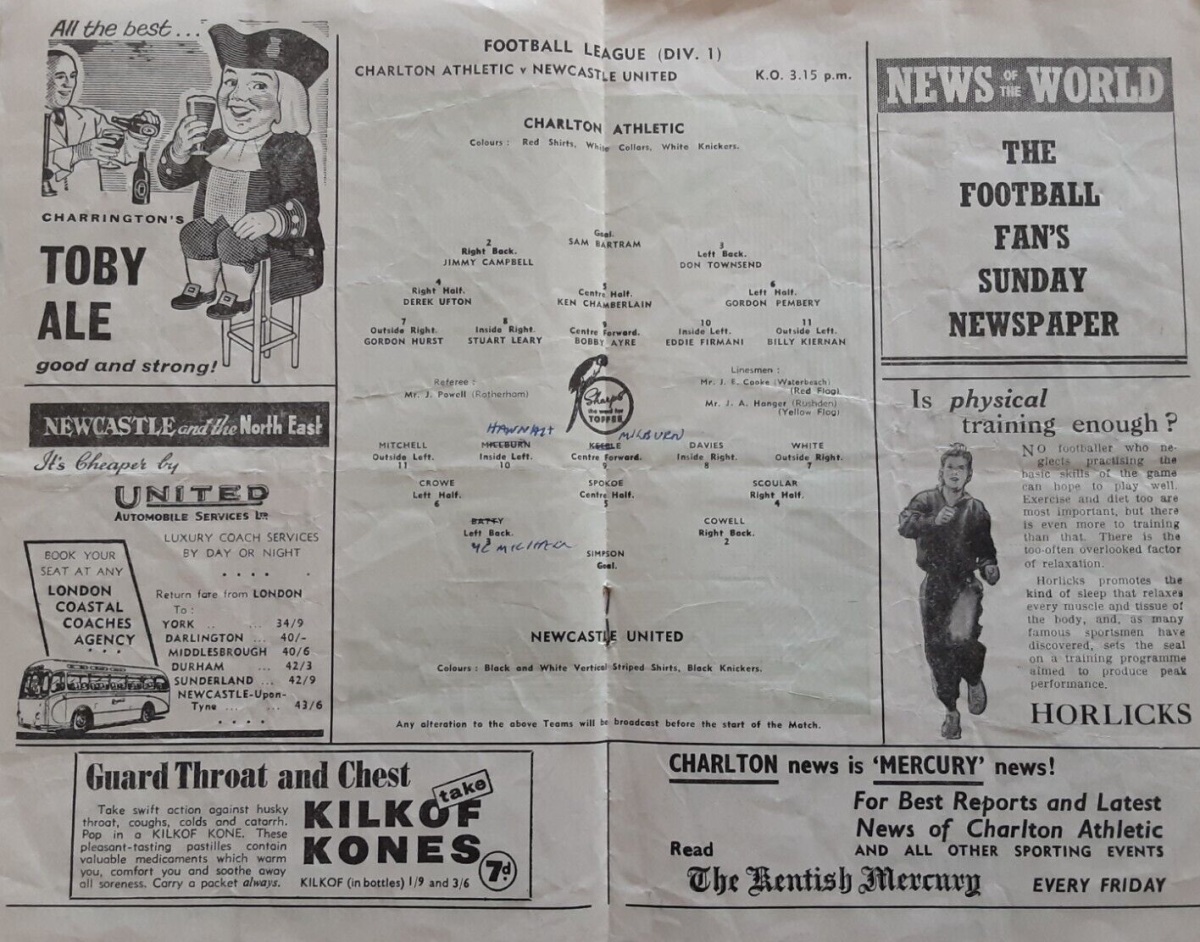 All the best...
CHARRINGTON'S
TOBY
ALE
good and strong!
NEWCASTLE and the North East
It's Cheaper by
UNITED
AUTOMOBILE SERVICES LTD
LUXURY COACH SERVICES
BY DAY OR NIGHT
BOOK YOUR
SEAT AT ANY
LONDON
COASTAL
COACHES
AGENCY
Return fare from LONDON
To:
YORK .. ... 34/9
DARLINGTON ... 40/-
MIDDLESBROUGH 40/6
DURHAM ... 42/3
SUNDERLAND ... 42/9
NEWCASTLE-Upon-
Tyne ... ... 43/6
FOOTBALL LEAGUE (DIV. 1)
CHARLTON ATHLETIC v NEWCASTLE UNITED K.O. 3.15 p.m.
CHARLTON ATHLETIC
Colours: Red Shirts, White Collars, White Knickers.
Goal.
SAM BARTRAM
2 3
Right Back. Left Back.
JIMMY CAMPBELL DON TOWNSEND
4 5 6
Right Half. Centre Half. Left Half.
DEREK UFTON KEN CHAMBERLAIN GORDON PEMBERY
7 8 9 10 11
Outside Right. Inside Right. Centre Forward. Inside Left. Outside Left.
GORDON HURST STUART LEARY BOBBY AYRE EDDIE FIRMANI BILLY KIERNAN
Referee:
Mr. J. Powell (Rotherham)
Sharps
the word for
TOFFEE
Linesmen:
Mr. J. E. Cooke (Waterbeach)
(Red Flag)
Mr. J. A. Honger (Rushden)
(Yellow Flag)
HANNAH MILBURN
MITCHELL MILBURN KEEBLE DAVIES WHITE
Outside Left. Inside Left. Centre Forward. Inside Right. Outside Right.
11 10 9 8 7
CROWE SPOKOE SCOULAR
Left Half. Centre Half. Right Half.
6 5 4
BATTY COWELL
Left Back. Right Back.
3 2
Mc MICHAEL
SIMPSON
Goal.
NEWCASTLE UNITED
Colours: Black and White Vertical Striped Shirts, Black Knickers.
Any alteration to the above Teams will be broadcast before the start of the Match.
NEWS OF THE WORLD
THE
FOOTBALL
FAN'S
SUNDAY
NEWSPAPER
Is physical
training enough?
NO footballer who ne-
glects practising the
basic skills of the game
can hope to play well.
Exercise and diet too are
most important, but there
is even more to training
than that. There is the
too-often overlooked factor
of relaxation.
Horlicks promotes the
kind of sleep that relaxes
every muscle and tissue of
the body, and, as many
famous sportsmen have
discovered, sets the seal
on a training programme
aimed to produce peak
performance.
HORLICKS
Guard Throat and Chest
Take swift action against husky
throat, coughs, colds and catarrh.
Pop in a KILKOF KONE. These
pleasant-tasting pastilles contain
valuable medicaments which warm
you, comfort you and soothe away
all soreness. Carry a packet always.
take
KILKOF
KONES
7d
KILKOF (in bottles) 1/9 and 3/6
CHARLTON news is 'MERCURY' news!
For Best Reports and Latest
News of Charlton Athletic
AND ALL OTHER SPORTING EVENTS
Read
The Kentish Mercury EVERY FRIDAY